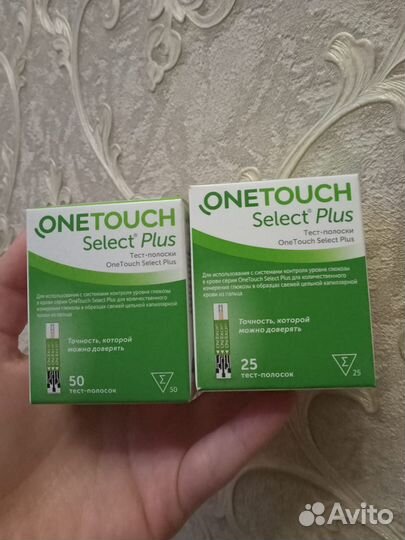 ONETOUCH
Select® Plus
Тест-полоски
OneTouch Select Plus
Для использования с системами контроля уровня глюкозы
в крови серии OneTouch Select Plus для количественного
измерения глюкозы в образцах свежей цельной капиллярной
крови из пальца
Точность, которой
можно доверять
50
тест-полосок
Σ
50
ONETOUCH
Select® Plus
Тест-полоски
OneTouch Select Plus
Для использования с системами контроля уровня глюкозы
в крови серии OneTouch Select Plus для количественного
измерения глюкозы в образцах свежей цельной капиллярной
крови из пальца
Точность, которой
можно доверять
25
тест-полосок
Σ
25
Avito